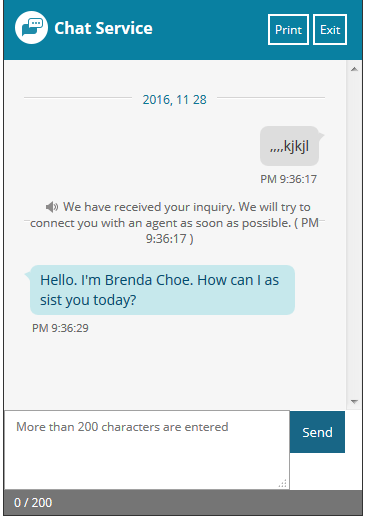 Chat Service
Print
Exit
2016, 11 28
,,,,kjkjl
PM 9:36:17
We have received your inquiry. We will try to
connect you with an agent as soon as possible. ( PM
9:36:17 )
Hello. I'm Brenda Choe. How can I as
sist you today?
PM 9:36:29
More than 200 characters are entered
Send
0 / 200